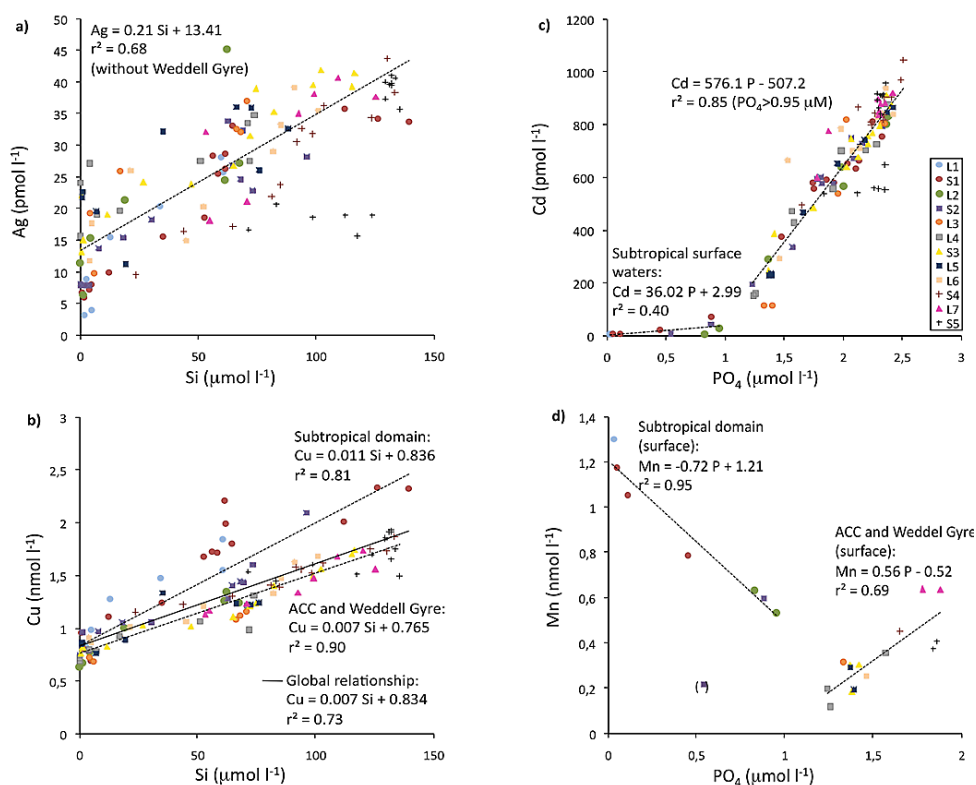 a)
Ag = 0.21 Si + 13.41
r² = 0.68
(without Weddell Gyre)
Ag (pmol l⁻¹)
50
45
40
35
30
25
20
15
10
5
0
0 50 100 150
Si (μmol l⁻¹)
c)
Cd = 576.1 P - 507.2
r² = 0.85 (PO₄>0.95 μM)
Subtropical surface
waters:
Cd = 36.02 P + 2.99
r² = 0.40
Cd (pmol l⁻¹)
1200
1000
800
600
400
200
0
0 0,5 1 1,5 2 2,5 3
PO₄ (μmol l⁻¹)
L1
S1
L2
S2
L3
L4
S3
L5
L6
S4
L7
S5
b)
Subtropical domain:
Cu = 0.011 Si + 0.836
r² = 0.81
ACC and Weddell Gyre:
Cu = 0.007 Si + 0.765
r² = 0.90
Global relationship:
Cu = 0.007 Si + 0.834
r² = 0.73
Cu (nmol l⁻¹)
3
2,5
2
1,5
1
0,5
0
0 50 100 150
Si (μmol l⁻¹)
d)
Subtropical domain
(surface):
Mn = -0.72 P + 1.21
r² = 0.95
ACC and Weddel Gyre
(surface):
Mn = 0.56 P - 0.52
r² = 0.69
( )
Mn (nmol l⁻¹)
1,4
1,2
1
0,8
0,6
0,4
0,2
0
0 0,5 1 1,5 2
PO₄ (μmol l⁻¹)